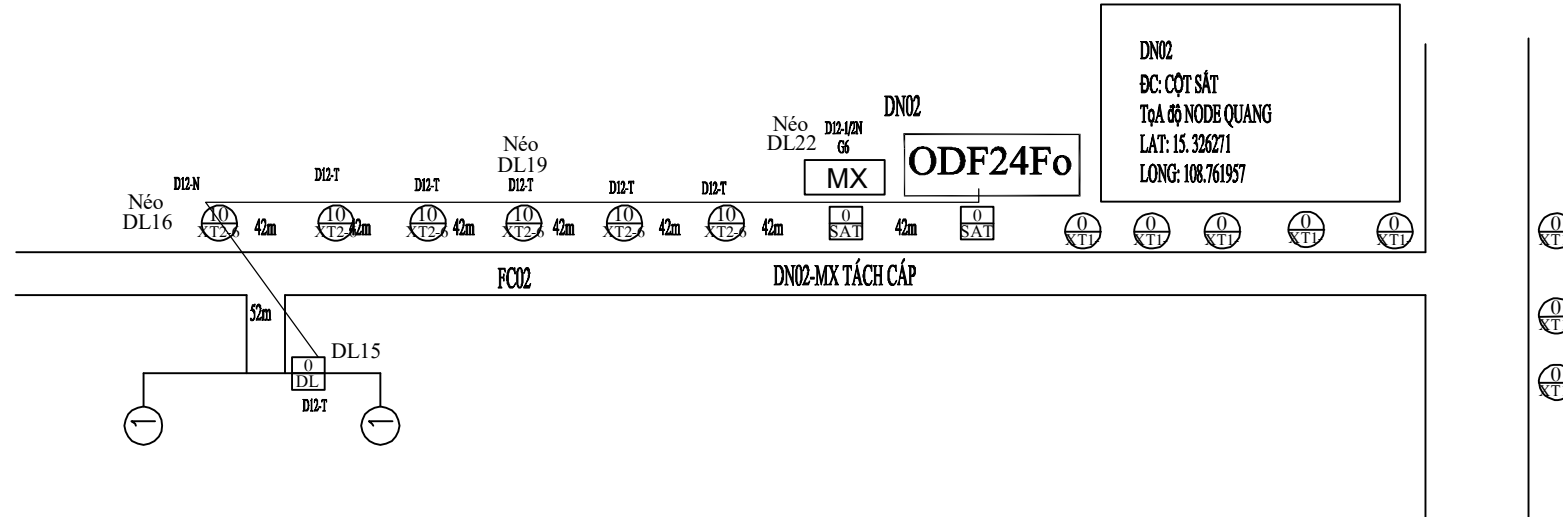 DN02
ĐC: CỘT SẮT
TọA độ NODE QUANG
LAT: 15. 326271
LONG: 108.761957
DN02
ODF24Fo
Néo
DL22
D12-1/2N
G6
MX
Néo
DL19
D12-N
D12-T
D12-T
D12-T
D12-T
D12-T
Néo
DL16
10
XT2-6
42m
10
XT2-6
42m
10
XT2-6
42m
10
XT2-6
42m
10
XT2-6
42m
10
XT2-6
42m
0
SAT
42m
0
SAT
0
XT1-
0
XT1-
0
XT1-
0
XT1-
0
XT1-
0
XT
FC02
DN02-MX TÁCH CÁP
52m
0
XT
DL15
0
DL
D12-T
0
XT
1
1